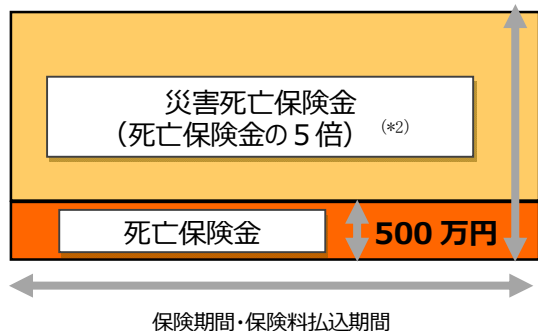 災害死亡保険金
(死亡保険金の5倍) (*2)
死亡保険金
500 万円
保険期間・保険料払込期間